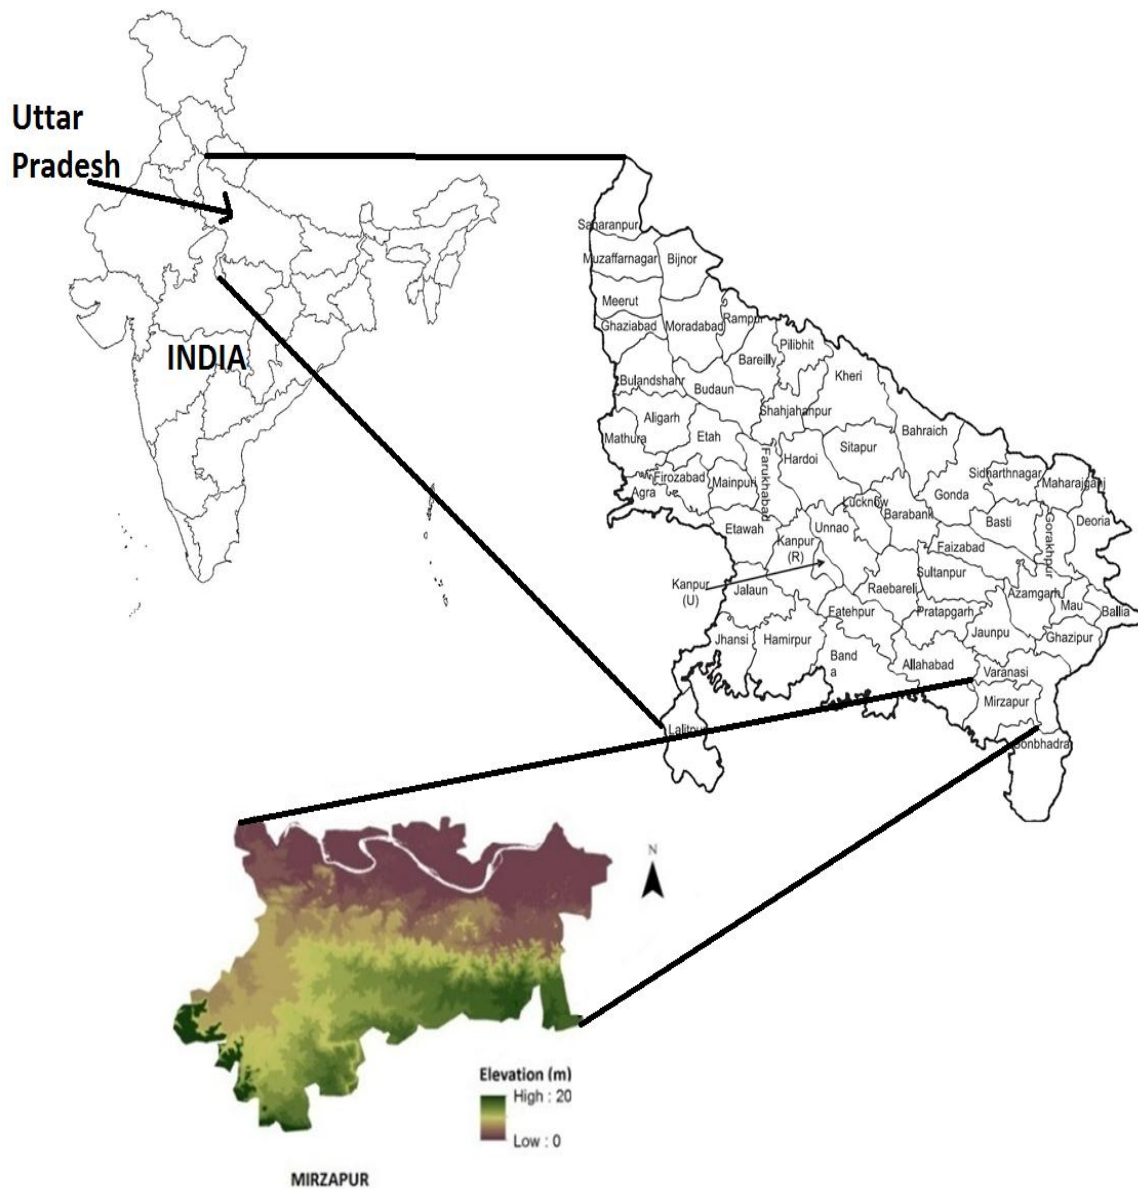 Uttar
Pradesh
INDIA
Saharanpur
Muzaffarnagar
Bijnor
Meerut
Ghaziabad
Moradabad
Rampur
Pilibhit
Bareilly
Kheri
Bulandshahr
Budaun
Shahjahanpur
Aligarh
Mathura
Etah
Farukhabad
Hardoi
Sitapur
Bahraich
Sidharthnagar
Maharajganj
Firozabad
Mainpuri
Agra
Gonda
Lucknow
Barabank
Basti
Gorakhpur
Deoria
Etawah
Kanpur
(R)
Unnao
Faizabad
Kanpur
(U)
Jalaun
Raebareli
Sultanpur
Azamgarh
Mau
Ballia
Fatehpur
Pratapgarh
Jaunpu
Ghazipur
Jhansi
Hamirpur
Band
a
Allahabad
Varanasi
Mirzapur
Lalitpur
Sonbhadra
N
Elevation (m)
High : 20
Low : 0
MIRZAPUR